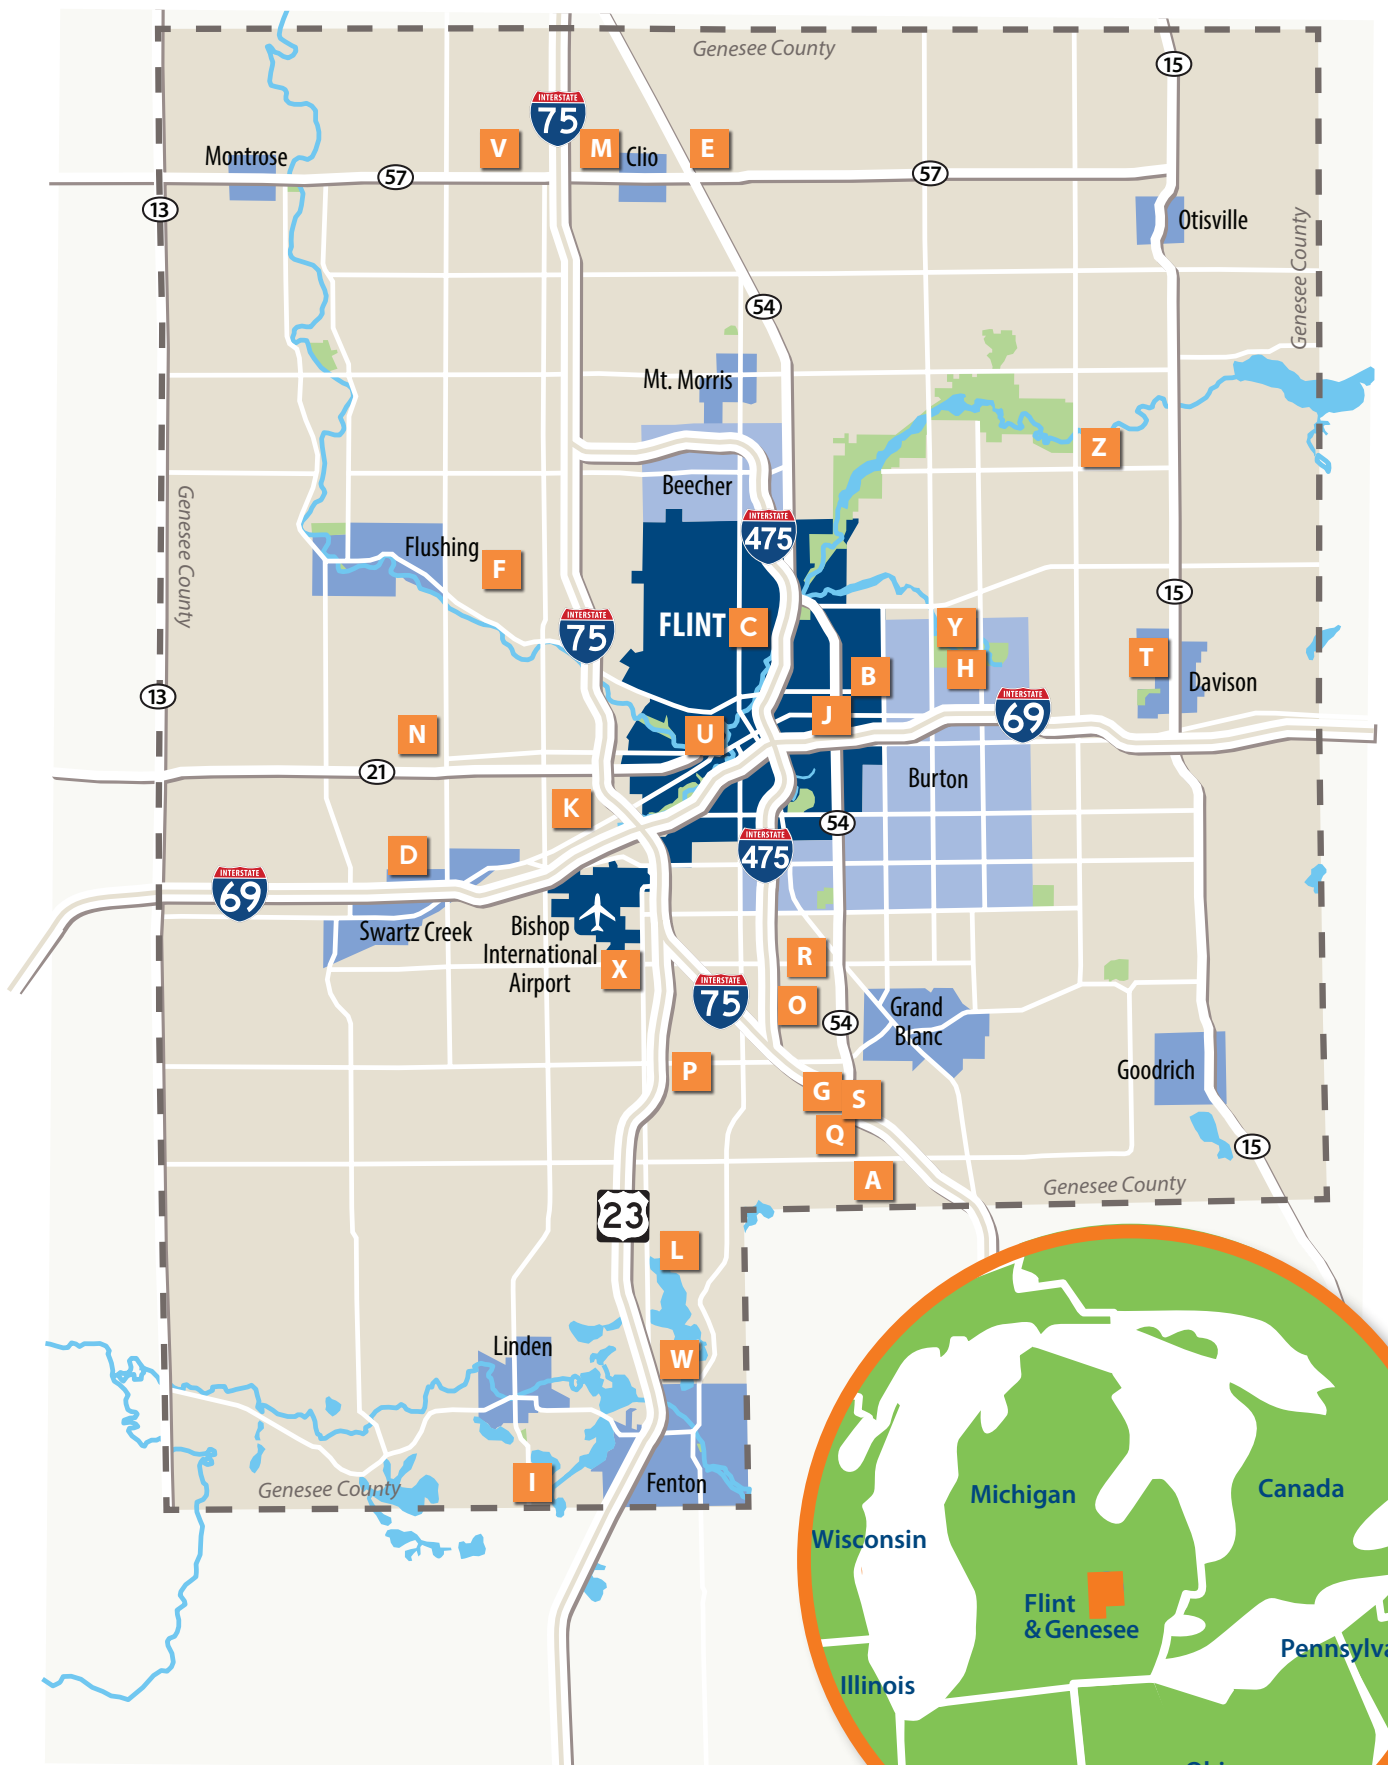 Genesee County
15
INTERSTATE
75
V
M
Clio
E
Montrose
57
57
13
Otisville
Genesee County
54
Mt. Morris
Z
Beecher
Genesee County
INTERSTATE
475
Flushing
F
15
INTERSTATE
75
FLINT
C
Y
H
T
B
Davison
13
INTERSTATE
69
J
N
U
21
Burton
K
54
INTERSTATE
475
D
INTERSTATE
69
Swartz Creek
Bishop
International
Airport
X
R
INTERSTATE
75
O
54
Grand
Blanc
P
Goodrich
G
S
Q
15
A
Genesee County
23
L
Linden
W
I
Fenton
Genesee County
Michigan
Canada
Wisconsin
Flint
& Genesee
Pennsylva
Illinois